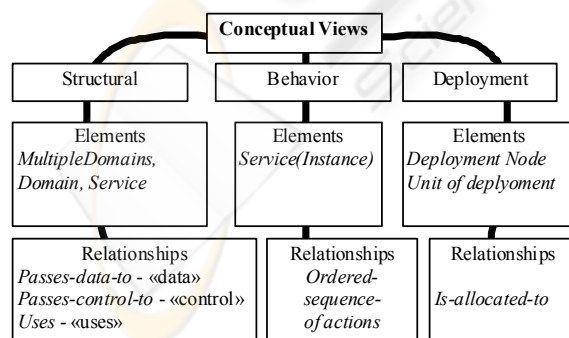 Conceptual Views
Structural
Behavior
Deployment
Elements
MultipleDomains,
Domain, Service
Elements
Service(Instance)
Elements
Deployment Node
Unit of deplyoment
Relationships
Passes-data-to - «data»
Passes-control-to - «control»
Uses - «uses»
Relationships
Ordered-
sequence-
of actions
Relationships
Is-allocated-to